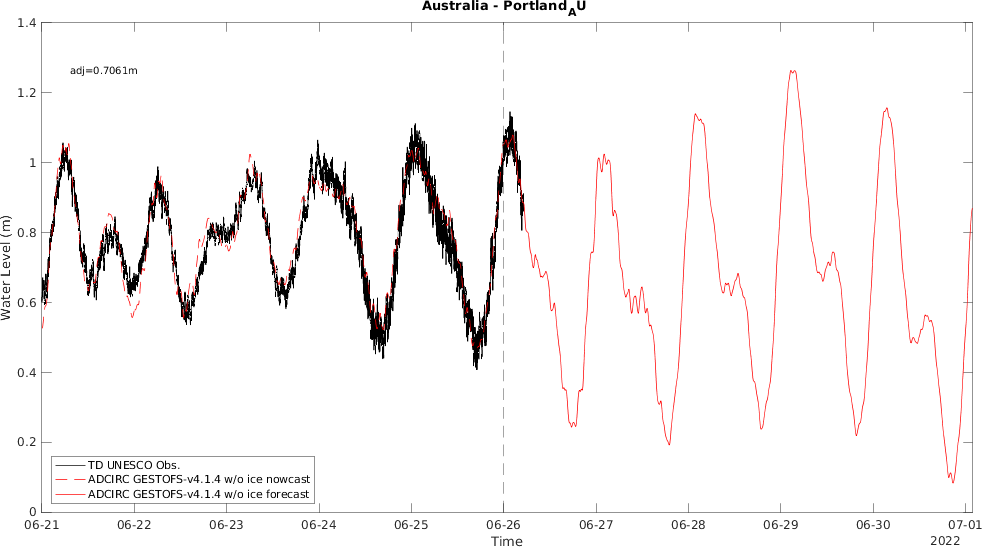 Australia - Portland_AU
1.4
adj=0.7061m
1.2
1
0.8
Water Level (m)
0.6
0.4
0.2
0
TD UNESCO Obs.
ADCIRC GESTOFS-v4.1.4 w/o ice nowcast
ADCIRC GESTOFS-v4.1.4 w/o ice forecast
06-21 06-22 06-23 06-24 06-25 06-26 06-27 06-28 06-29 06-30 07-01
Time
2022